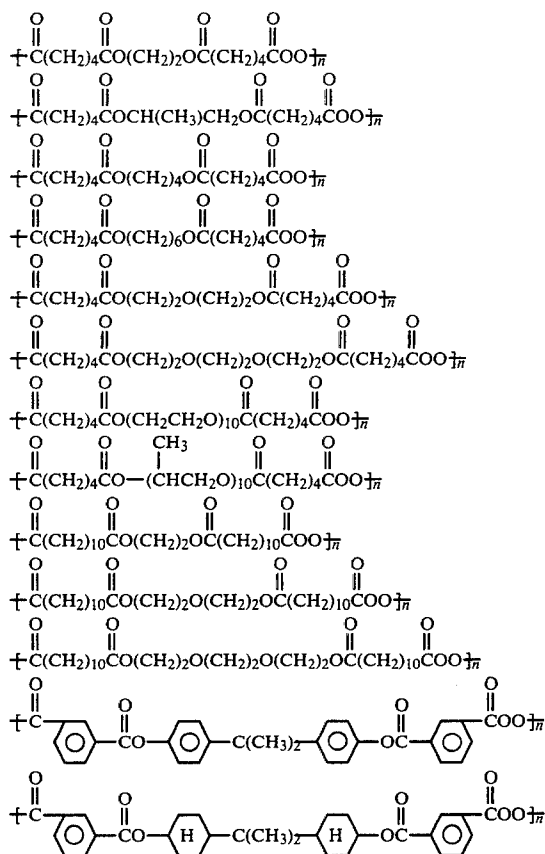 O O O O
[C(CH2)4CO(CH2)2OC(CH2)4COO]n
O O O O
[C(CH2)4COCH(CH3)CH2OC(CH2)4COO]n
O O O O
[C(CH2)4CO(CH2)4OC(CH2)4COO]n
O O O O
[C(CH2)4CO(CH2)6OC(CH2)4COO]n
O O O O
[C(CH2)4CO(CH2)2O(CH2)2OC(CH2)4COO]n
O O O O
[C(CH2)4CO(CH2)2O(CH2)2O(CH2)2OC(CH2)4COO]n
O O O O
[C(CH2)4CO(CH2CH2O)10C(CH2)4COO]n
CH3
O O O O
[C(CH2)4CO—(CHCH2O)10C(CH2)4COO]n
O O O O
[C(CH2)10CO(CH2)2OC(CH2)10COO]n
O O O O
[C(CH2)10CO(CH2)2O(CH2)2OC(CH2)10COO]n
O O O O
[C(CH2)10CO(CH2)2O(CH2)2O(CH2)2OC(CH2)10COO]n
O O
O O
[C COO]n
CO C(CH3)2 OC
O O
O O
[C COO]n
CO H C(CH3)2 H OC